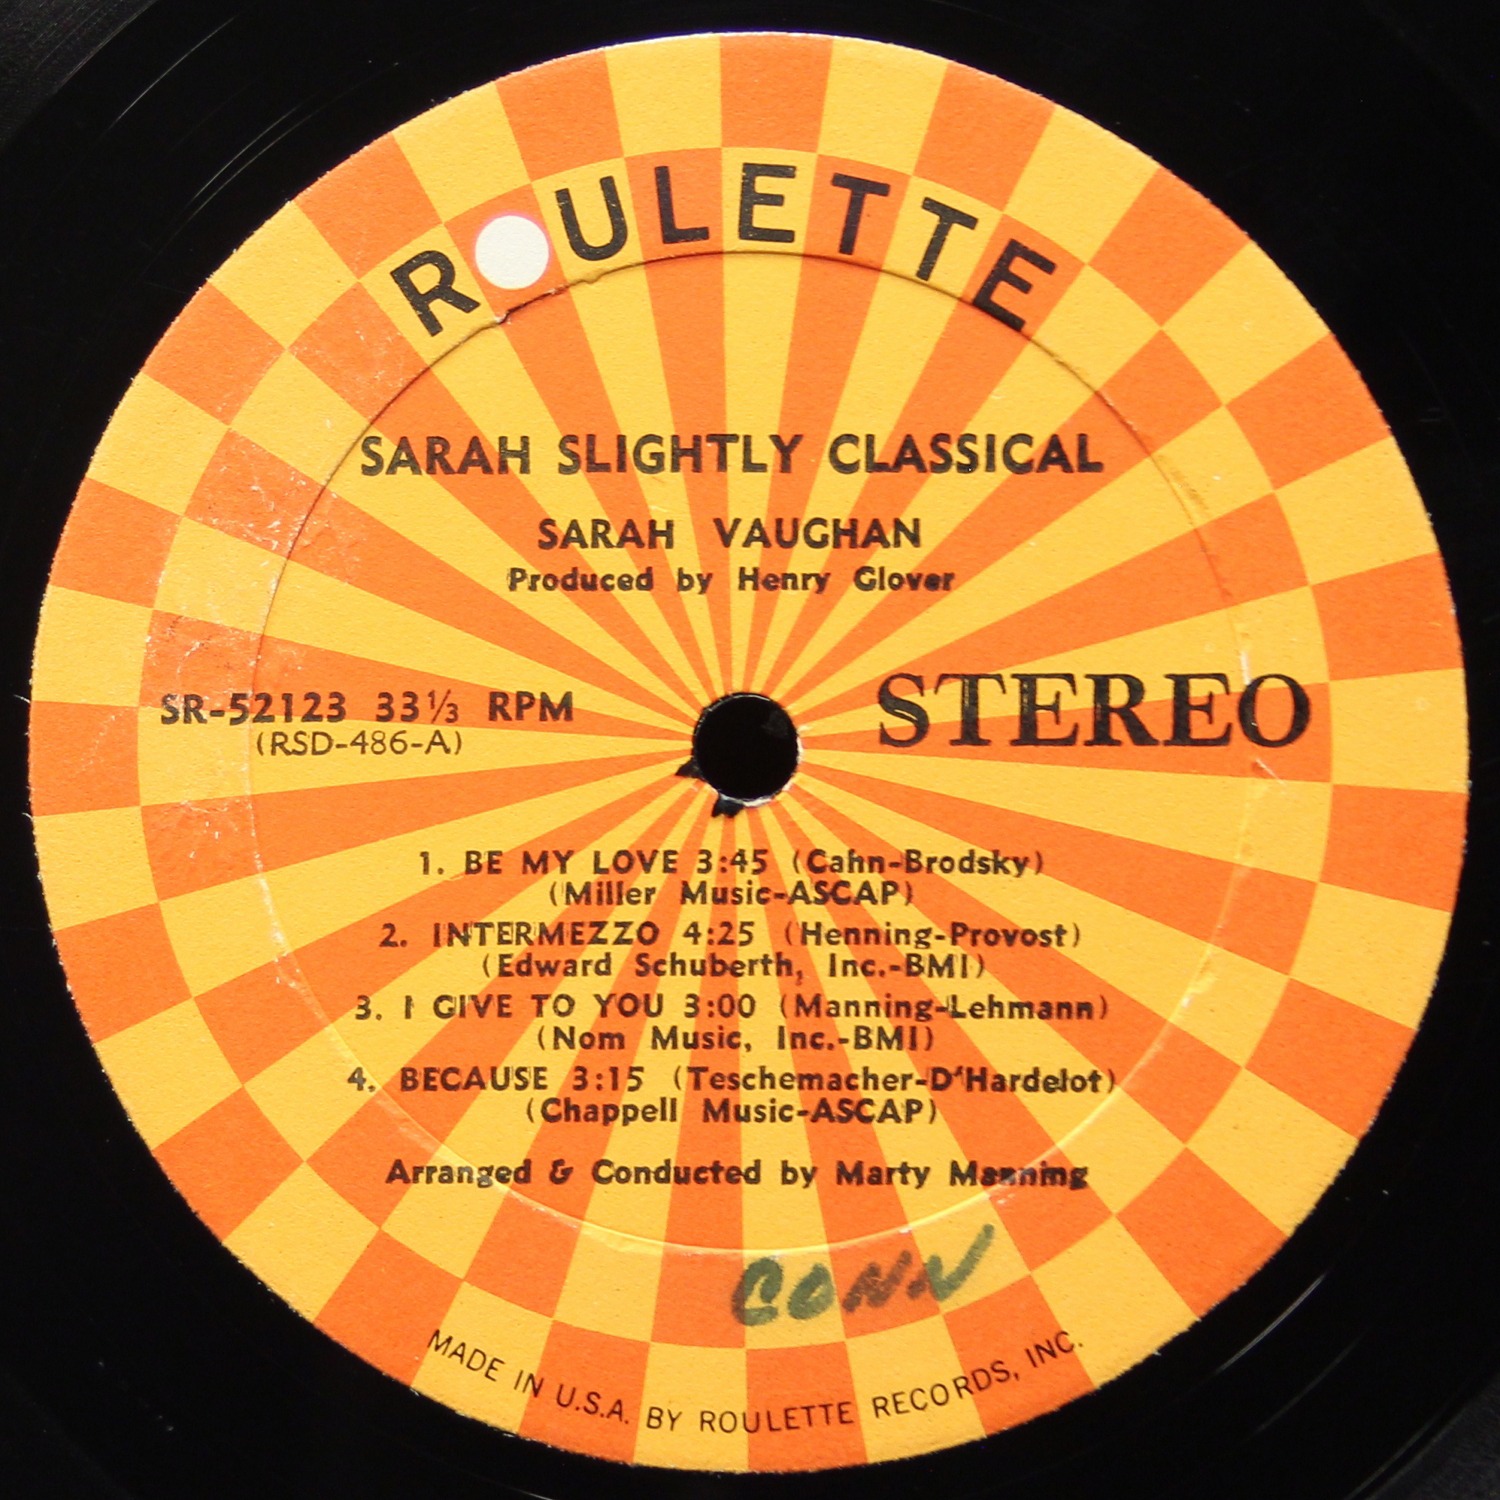 ROULETTE
SARAH SLIGHTLY CLASSICAL
SARAH VAUGHAN
Produced by Henry Glover
SR-52123 33⅓ RPM
(RSD-486-A)
STEREO
1. BE MY LOVE 3:45 (Cahn-Brodsky)
(Miller Music-ASCAP)
2. INTERMEZZO 4:25 (Henning-Provost)
(Edward Schuberth, Inc.-BMI)
3. I GIVE TO YOU 3:00 (Manning-Lehmann)
(Nom Music, Inc.-BMI)
4. BECAUSE 3:15 (Teschemacher-D'Hardelot)
(Chappell Music-ASCAP)
Arranged & Conducted by Marty Manning
CONN
MADE IN U.S.A. BY ROULETTE RECORDS, INC.